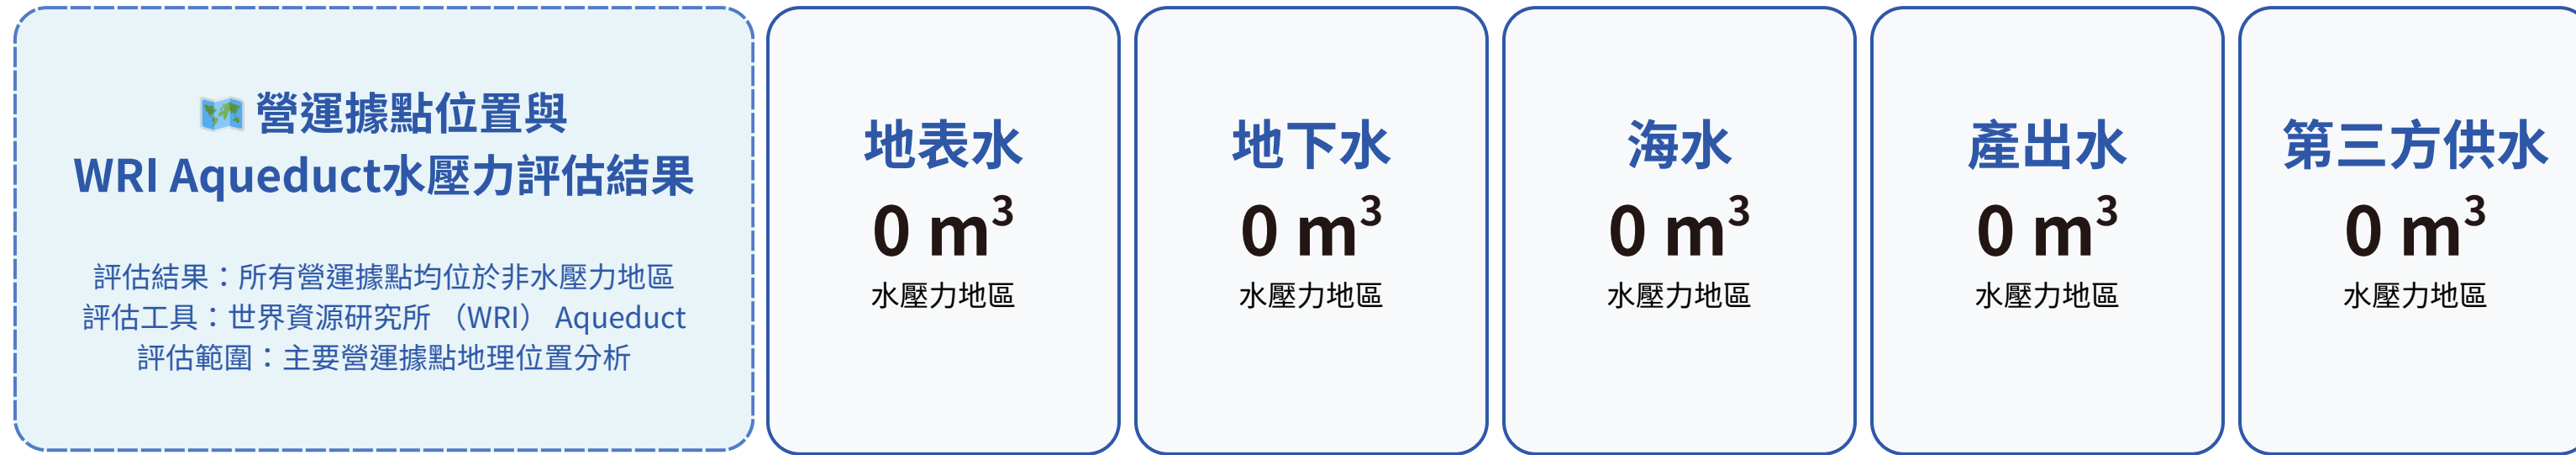 營運據點位置與
WRI Aqueduct水壓力評估結果
評估結果：所有營運據點均位於非水壓力地區
評估工具：世界資源研究所 （WRI） Aqueduct
評估範圍：主要營運據點地理位置分析
地表水
0 m³
水壓力地區
地下水
0 m³
水壓力地區
海水
0 m³
水壓力地區
產出水
0 m³
水壓力地區
第三方供水
0 m³
水壓力地區